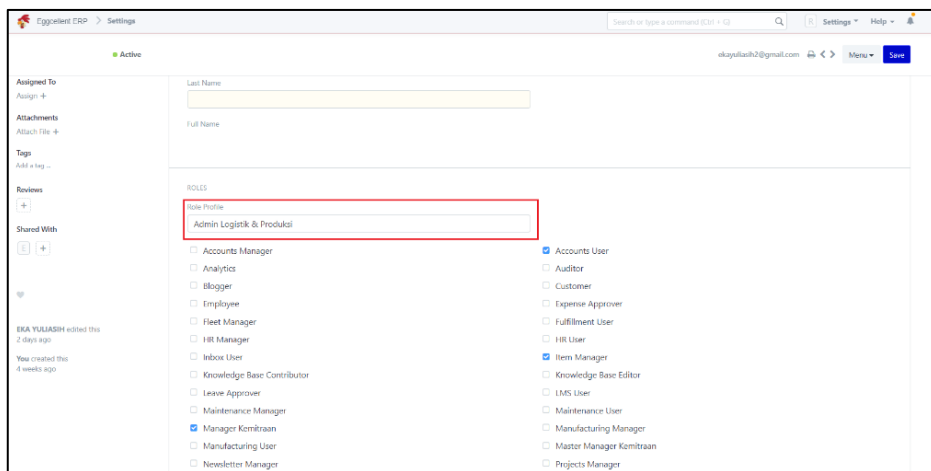 Eggcelient ERP > Settings
Search or type a command (Ctrl + G)
R Settings Help
Active
okayuliasih2@gmail.com Menu Save
Assigned To
Assign +
Attachments
Attach File +
Tags
Add a tag ...
Reviews
+
Shared With
E +
EKA YULIASIH edited this
2 days ago
You created this
4 weeks ago
Last Name
Full Name
ROLES
Role Profile
Admin Logistik & Produksi
Accounts Manager
Accounts User
Analytics
Auditor
Blogger
Customer
Employee
Expense Approver
Fleet Manager
Fulfillment User
HR Manager
HR User
Inbox User
Item Manager
Knowledge Base Contributor
Knowledge Base Editor
Leave Approver
LMS User
Maintenance Manager
Maintenance User
Manager Kemitraan
Manufacturing Manager
Manufacturing User
Master Manager Kemitraan
Newsletter Manager
Projects Manager